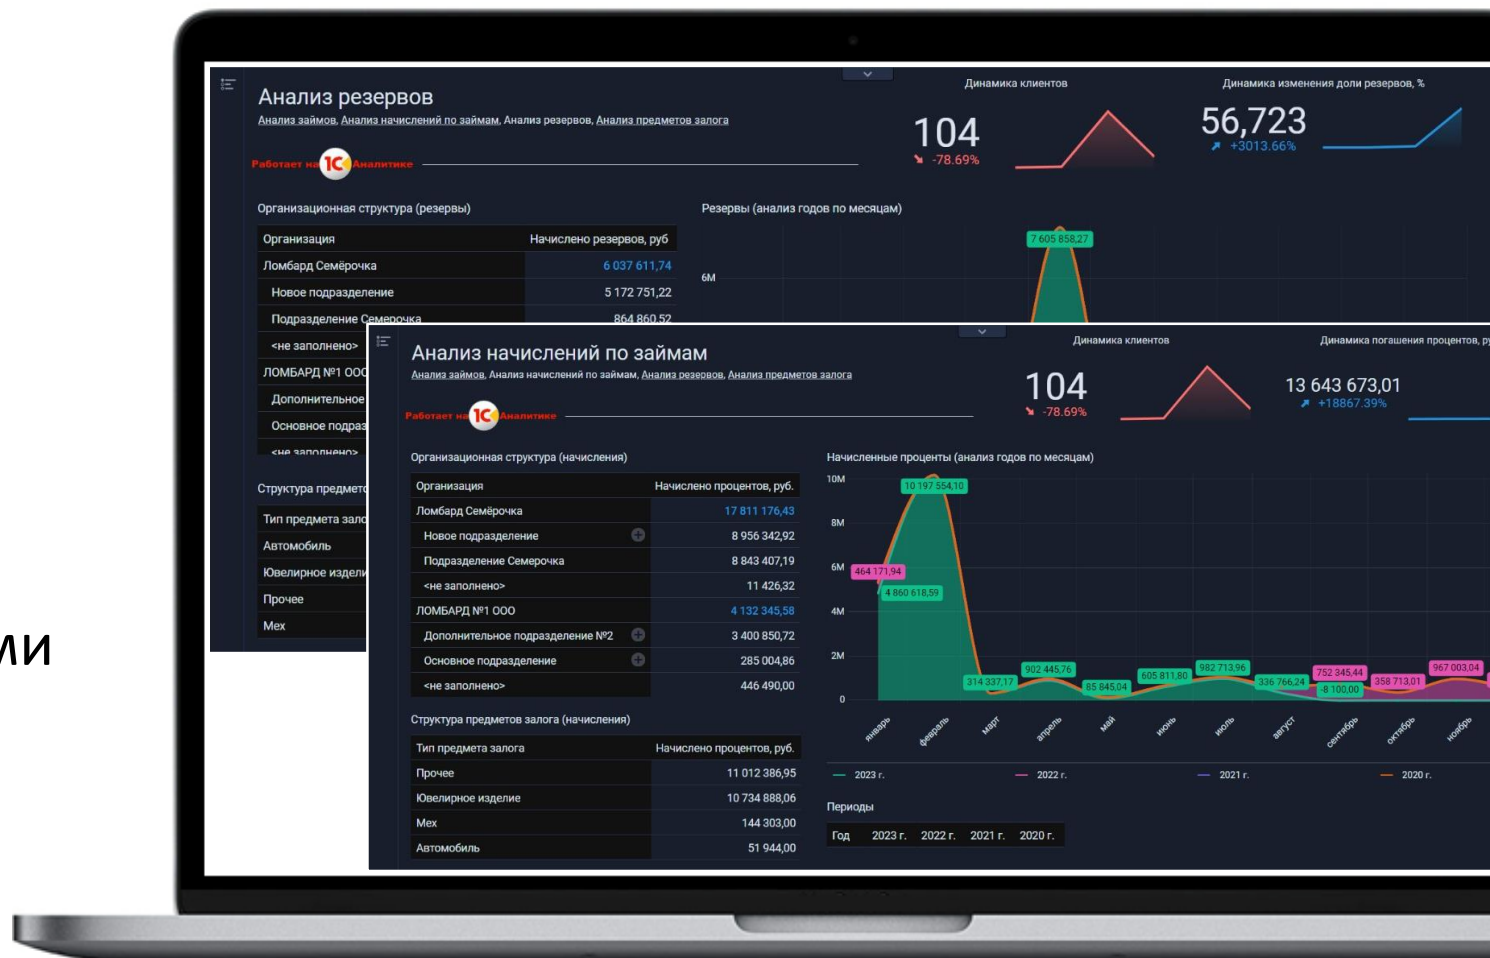 ми
Анализ резервов
Анализ займов, Анализ начислений по займам, Анализ резервов, Анализ предметов залога
Работает на 1С Аналитике
Динамика клиентов
104
-78.69%
Динамика изменения доли резервов, %
56,723
+3013.66%
Организационная структура (резервы)
Организация Начислено резервов, руб
Ломбард Семёрочка 6 037 611,74
Новое подразделение 5 172 751,22
Подразделение Семерочка 864 860,52
<не заполнено>
ЛОМБАРД №1 ООО
Дополнительное
Основное подраз
<не заполнено>
Резервы (анализ годов по месяцам)
7 605 858,27
6M
Структура предмето
Тип предмета зало
Автомобиль
Ювелирное издели
Прочее
Мех
Анализ начислений по займам
Анализ займов, Анализ начислений по займам, Анализ резервов, Анализ предметов залога
Работает на 1С Аналитике
Динамика клиентов
104
-78.69%
Динамика погашения процентов, ру
13 643 673,01
+18867.39%
Организационная структура (начисления)
Организация Начислено процентов, руб.
Ломбард Семёрочка 17 811 176,43
Новое подразделение 8 956 342,92
Подразделение Семерочка 8 843 407,19
<не заполнено> 11 426,32
ЛОМБАРД №1 ООО 4 132 345,58
Дополнительное подразделение №2 3 400 850,72
Основное подразделение 285 004,86
<не заполнено> 446 490,00
Структура предметов залога (начисления)
Тип предмета залога Начислено процентов, руб.
Прочее 11 012 386,95
Ювелирное изделие 10 734 888,06
Мех 144 303,00
Автомобиль 51 944,00
Начисленные проценты (анализ годов по месяцам)
10M
8M
6M
4M
2M
0
10 197 554,10
464 171,94
4 860 618,59
314 337,17
902 445,76
85 845,04
605 811,80
982 713,96
336 766,24
752 345,44
-8 100,00
358 713,01
967 003,04
январь февраль март апрель май июнь июль август сентябрь октябрь ноябрь
2023 г. 2022 г. 2021 г. 2020 г.
Периоды
Год 2023 г. 2022 г. 2021 г. 2020 г.